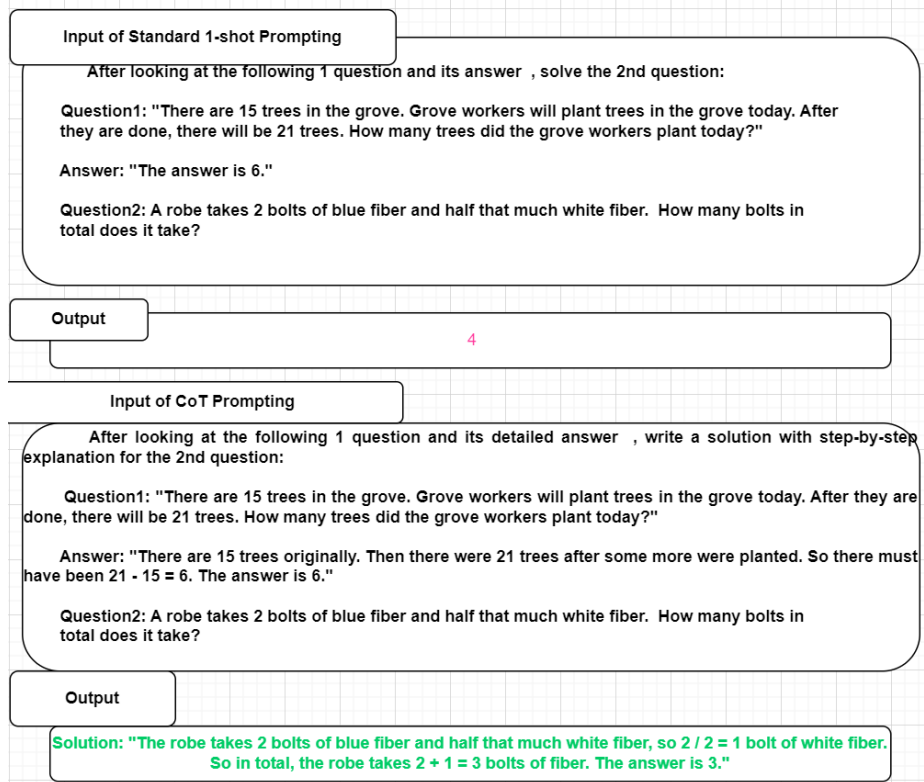 Input of Standard 1-shot Prompting
After looking at the following 1 question and its answer , solve the 2nd question:
Question1: "There are 15 trees in the grove. Grove workers will plant trees in the grove today. After
they are done, there will be 21 trees. How many trees did the grove workers plant today?"
Answer: "The answer is 6."
Question2: A robe takes 2 bolts of blue fiber and half that much white fiber.  How many bolts in
total does it take?
Output
4
Input of CoT Prompting
After looking at the following 1 question and its detailed answer , write a solution with step-by-step
explanation for the 2nd question:
Question1: "There are 15 trees in the grove. Grove workers will plant trees in the grove today. After they are
done, there will be 21 trees. How many trees did the grove workers plant today?"
Answer: "There are 15 trees originally. Then there were 21 trees after some more were planted. So there must
have been 21 - 15 = 6. The answer is 6."
Question2: A robe takes 2 bolts of blue fiber and half that much white fiber.  How many bolts in
total does it take?
Output
Solution: "The robe takes 2 bolts of blue fiber and half that much white fiber, so 2 / 2 = 1 bolt of white fiber.
So in total, the robe takes 2 + 1 = 3 bolts of fiber. The answer is 3."